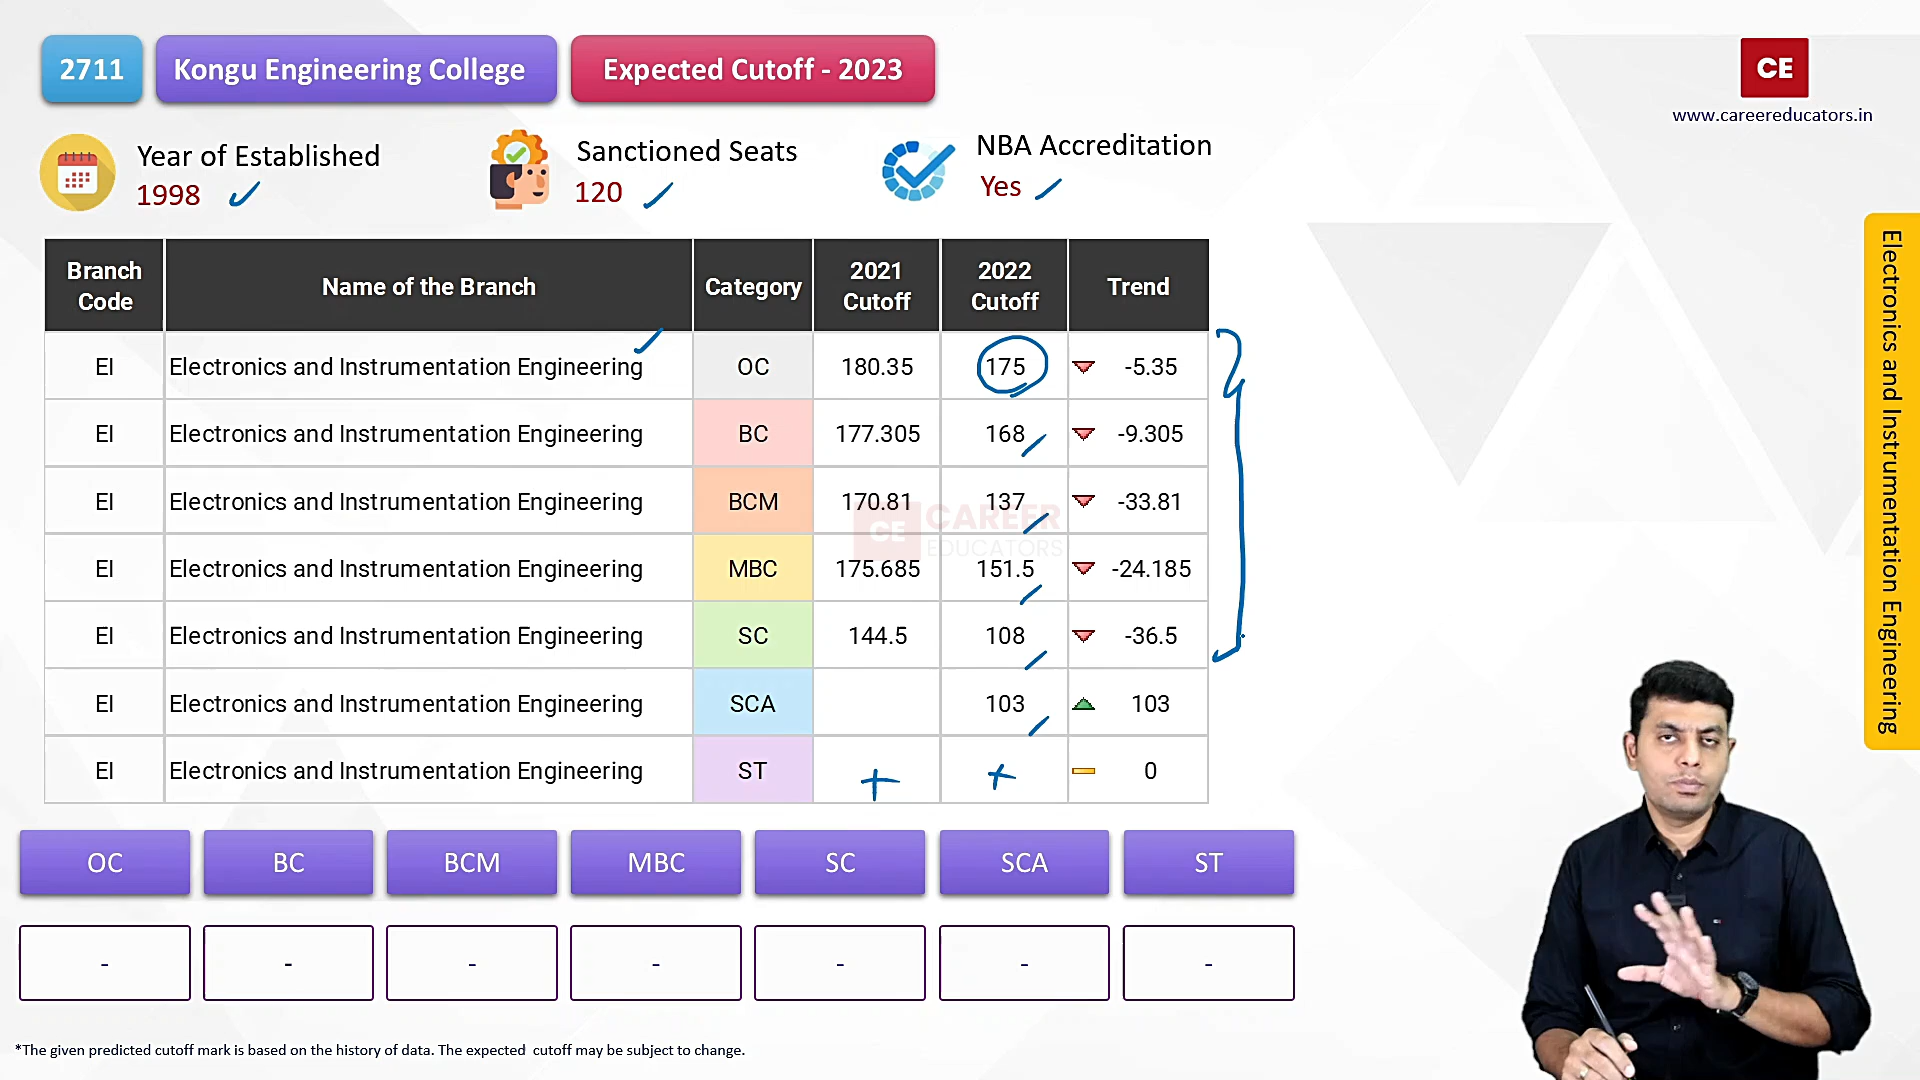 2711
Kongu Engineering College
Expected Cutoff - 2023
CE
www.careereducators.in
Year of Established
1998
Sanctioned Seats
120
NBA Accreditation
Yes
Branch Code Name of the Branch Category 2021 Cutoff 2022 Cutoff Trend
EI Electronics and Instrumentation Engineering OC 180.35 175 -5.35
EI Electronics and Instrumentation Engineering BC 177.305 168 -9.305
EI Electronics and Instrumentation Engineering BCM 170.81 137 -33.81
EI Electronics and Instrumentation Engineering MBC 175.685 151.5 -24.185
EI Electronics and Instrumentation Engineering SC 144.5 108 -36.5
EI Electronics and Instrumentation Engineering SCA 103 103
EI Electronics and Instrumentation Engineering ST 0
CE CAREER
EDUCATORS
Electronics and Instrumentation Engineering
OC BC BCM MBC SC SCA ST
- - - - - - -
*The given predicted cutoff mark is based on the history of data. The expected cutoff may be subject to change.